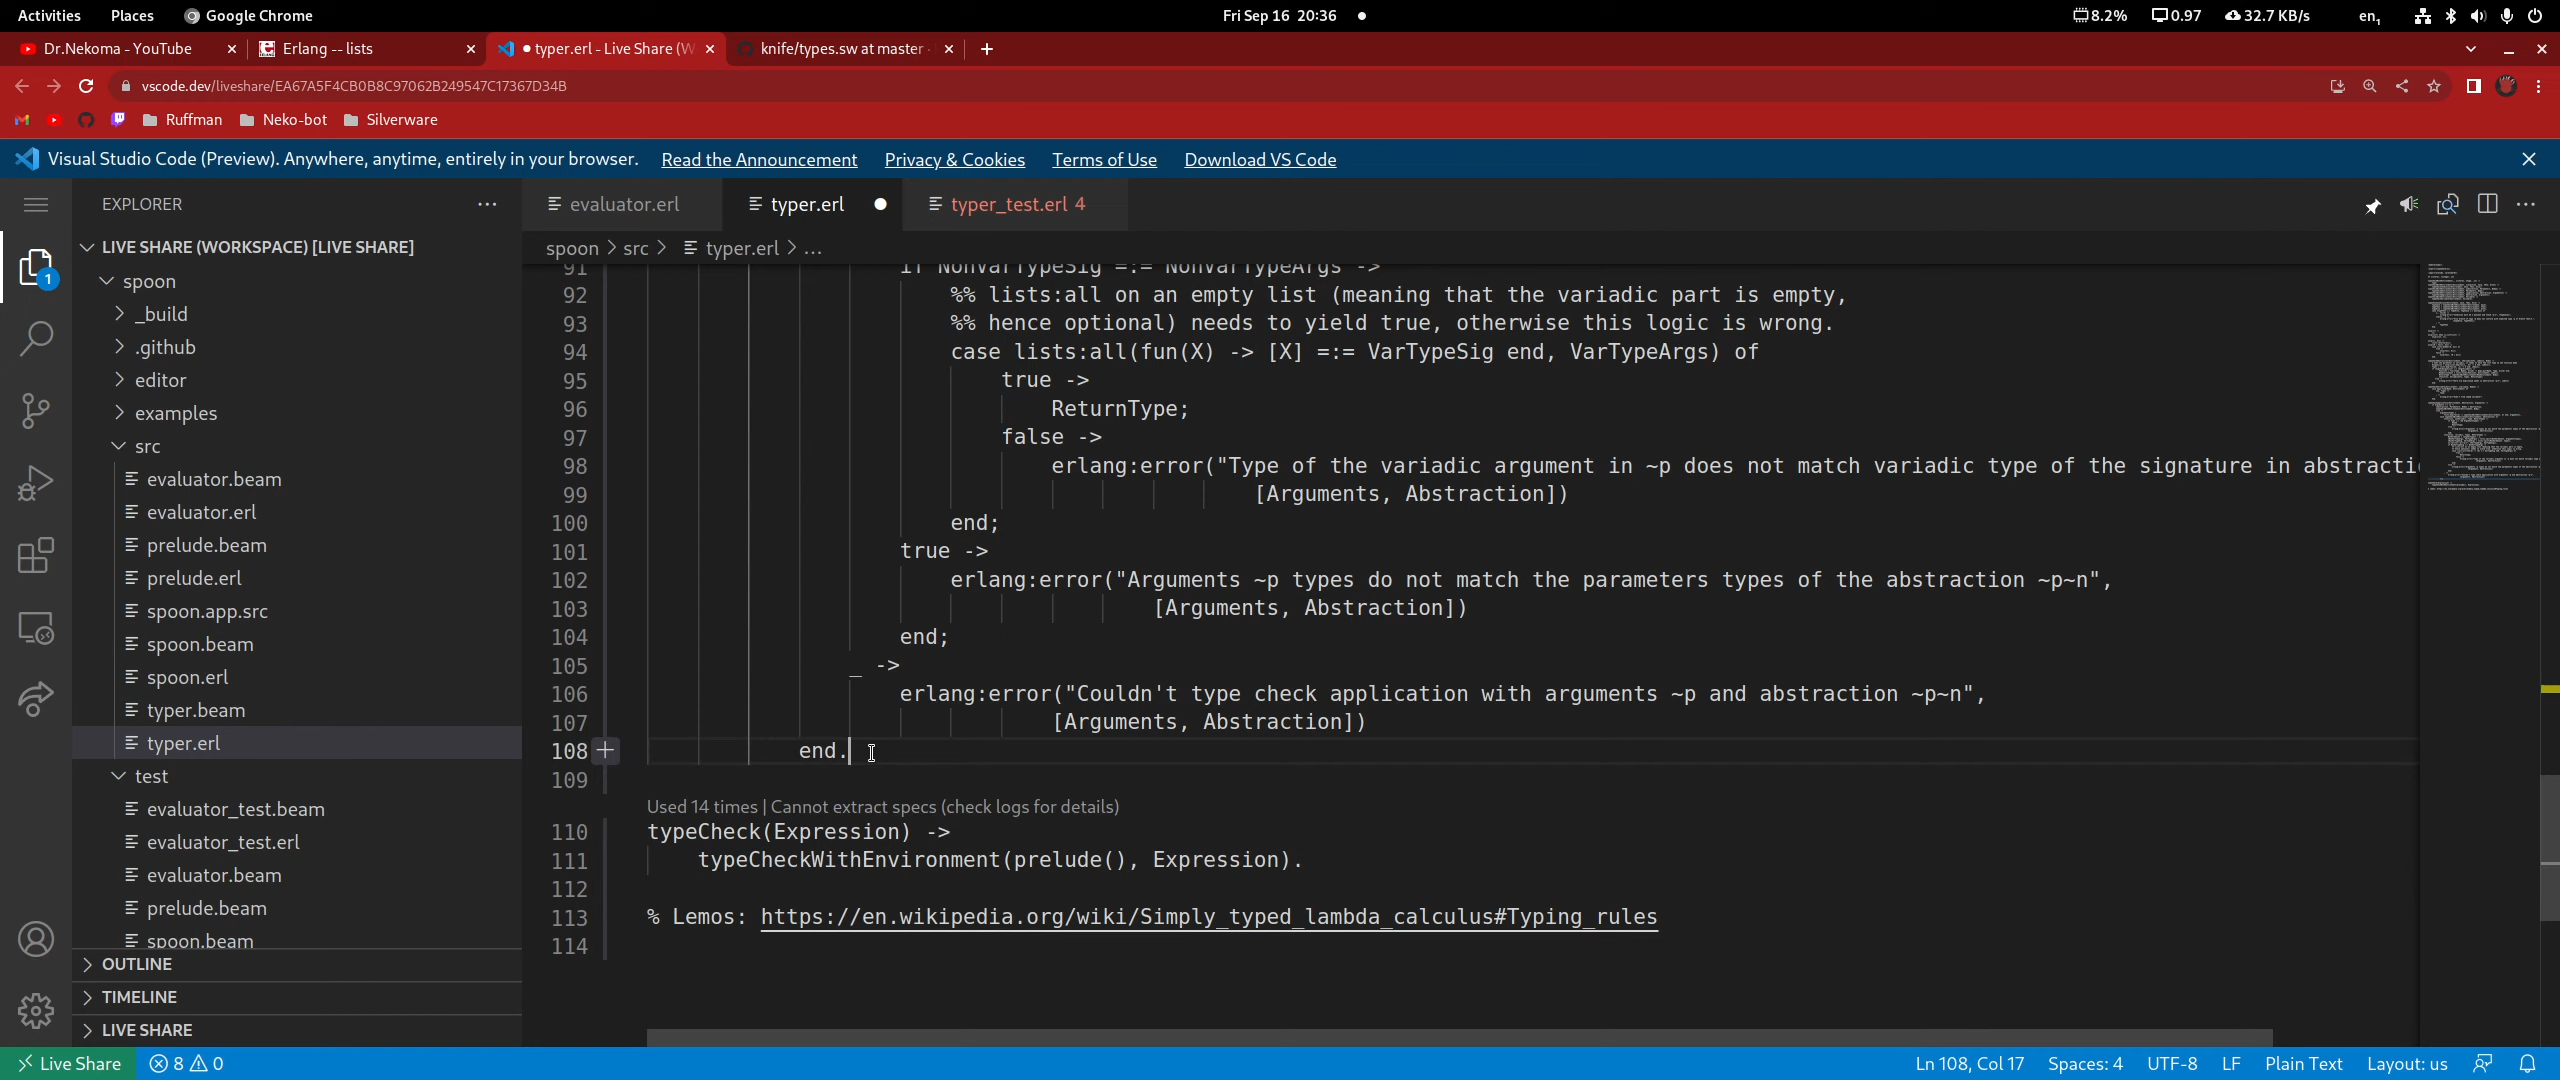 Activities Places Google Chrome Fri Sep 16 20:36 8.2% 0.97 32.7 KB/s en1
Dr.Nekoma - YouTube Erlang -- lists typer.erl - Live Share (W knife/types.sw at master
vscode.dev/liveshare/EA67A5F4CB0B8C97062B249547C17367D34B
Ruffman Neko-bot Silverware
Visual Studio Code (Preview). Anywhere, anytime, entirely in your browser. Read the Announcement Privacy & Cookies Terms of Use Download VS Code
EXPLORER
evaluator.erl typer.erl typer_test.erl 4
LIVE SHARE (WORKSPACE) [LIVE SHARE]
spoon > src > typer.erl > ...
1
spoon
_build
.github
editor
examples
src
evaluator.beam
evaluator.erl
prelude.beam
prelude.erl
spoon.app.src
spoon.beam
spoon.erl
typer.beam
typer.erl
test
evaluator_test.beam
evaluator_test.erl
evaluator.beam
prelude.beam
spoon.beam
OUTLINE
TIMELINE
LIVE SHARE
91 if NonVarTypeSig =:= NonVarTypeArgs ->
92 %% lists:all on an empty list (meaning that the variadic part is empty,
93 %% hence optional) needs to yield true, otherwise this logic is wrong.
94 case lists:all(fun(X) -> [X] =:= VarTypeSig end, VarTypeArgs) of
95 true ->
96 ReturnType;
97 false ->
98 erlang:error("Type of the variadic argument in ~p does not match variadic type of the signature in abstracti
99 [Arguments, Abstraction])
100 end;
101 true ->
102 erlang:error("Arguments ~p types do not match the parameters types of the abstraction ~p~n",
103 [Arguments, Abstraction])
104 end;
105 _ ->
106 erlang:error("Couldn't type check application with arguments ~p and abstraction ~p~n",
107 [Arguments, Abstraction])
108 end.
109
Used 14 times | Cannot extract specs (check logs for details)
110 typeCheck(Expression) ->
111 typeCheckWithEnvironment(prelude(), Expression).
112
113 % Lemos: https://en.wikipedia.org/wiki/Simply_typed_lambda_calculus#Typing_rules
114
Live Share 8 0 Ln 108, Col 17 Spaces: 4 UTF-8 LF Plain Text Layout: us